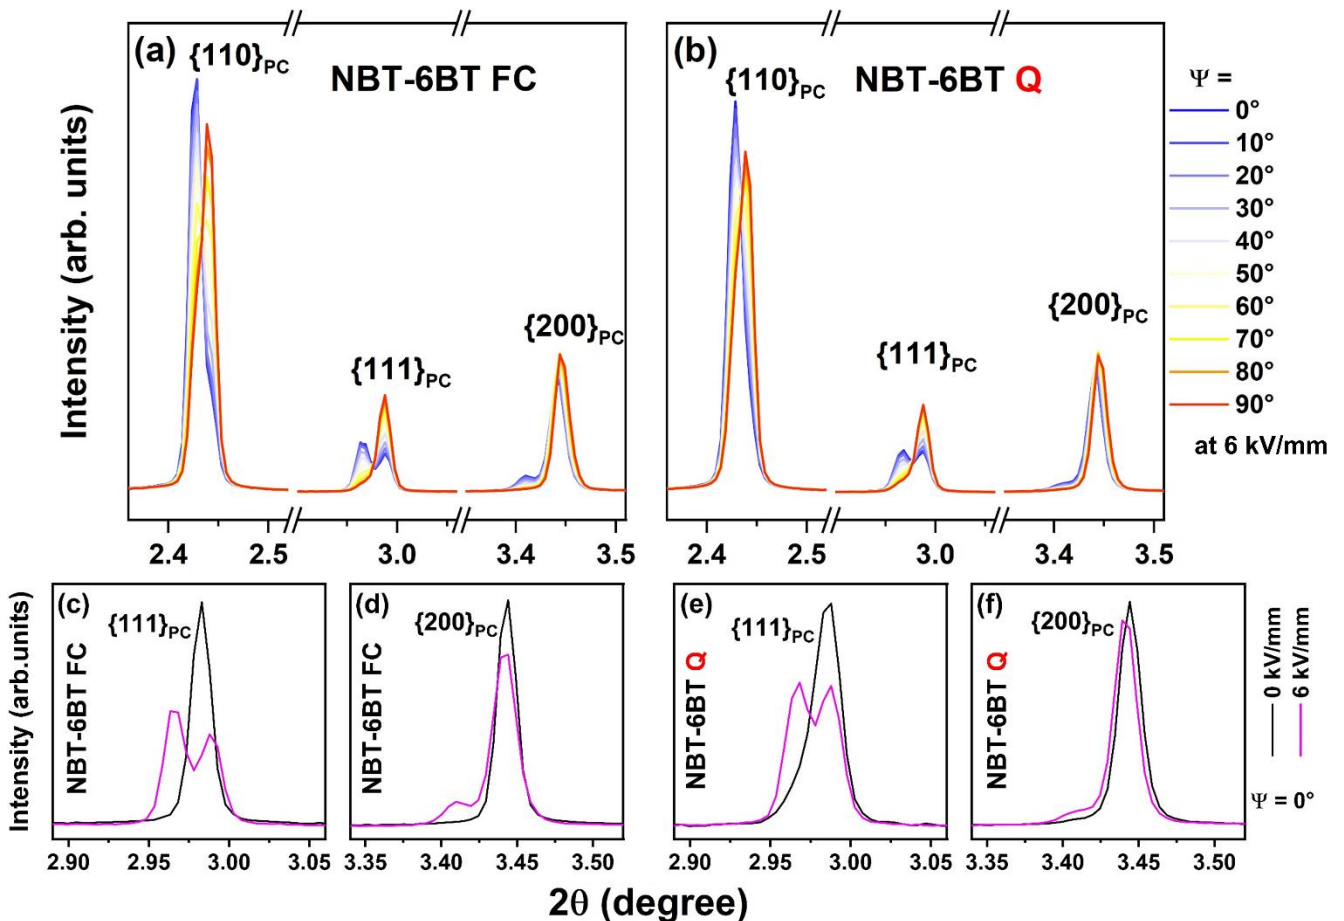 (a)
{110}PC
NBT-6BT FC
{111}PC
{200}PC
2.4 2.5 3.0 3.4 3.5
Intensity (arb. units)
(b)
{110}PC
NBT-6BT Q
{111}PC
{200}PC
2.4 2.5 3.0 3.4 3.5
Ψ =
0°
10°
20°
30°
40°
50°
60°
70°
80°
90°
at 6 kV/mm
Intensity (arb.units)
(c)
{111}PC
NBT-6BT FC
2.90 2.95 3.00 3.05
(d)
{200}PC
NBT-6BT FC
3.35 3.40 3.45 3.50
(e)
{111}PC
NBT-6BT Q
2.90 2.95 3.00 3.05
(f)
{200}PC
NBT-6BT Q
3.35 3.40 3.45 3.50
0 kV/mm
6 kV/mm
Ψ = 0°
2θ (degree)